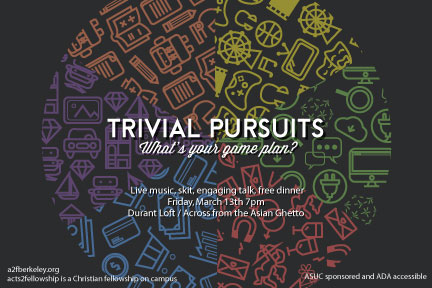 TRIVIAL PURSUITS
What's your game plan?
Live music, skit, engaging talk, free dinner
Friday, March 13th 7pm
Durant Loft / Across from the Asian Ghetto
a2fberkeley.org
acts2fellowship is a Christian fellowship on campus
ASUC sponsored and ADA accessible